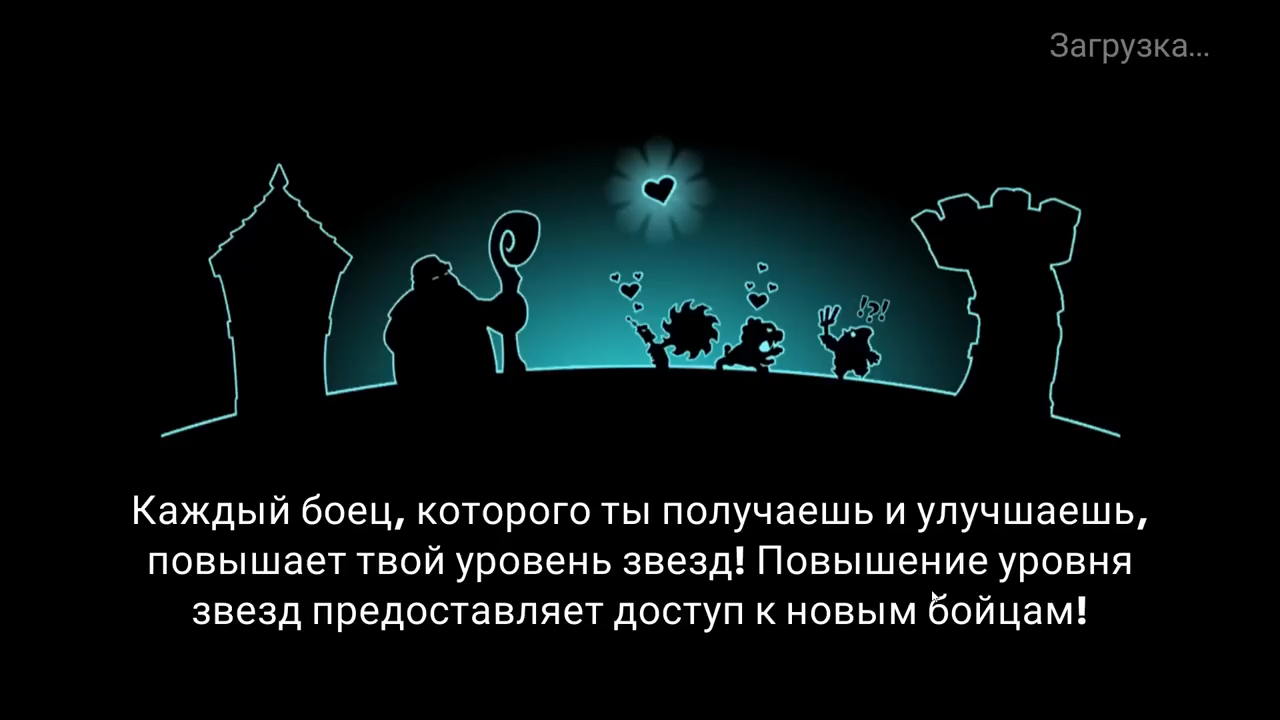 Загрузка...
!?!
Каждый боец, которого ты получаешь и улучшаешь,
повышает твой уровень звезд! Повышение уровня
звезд предоставляет доступ к новым бойцам!